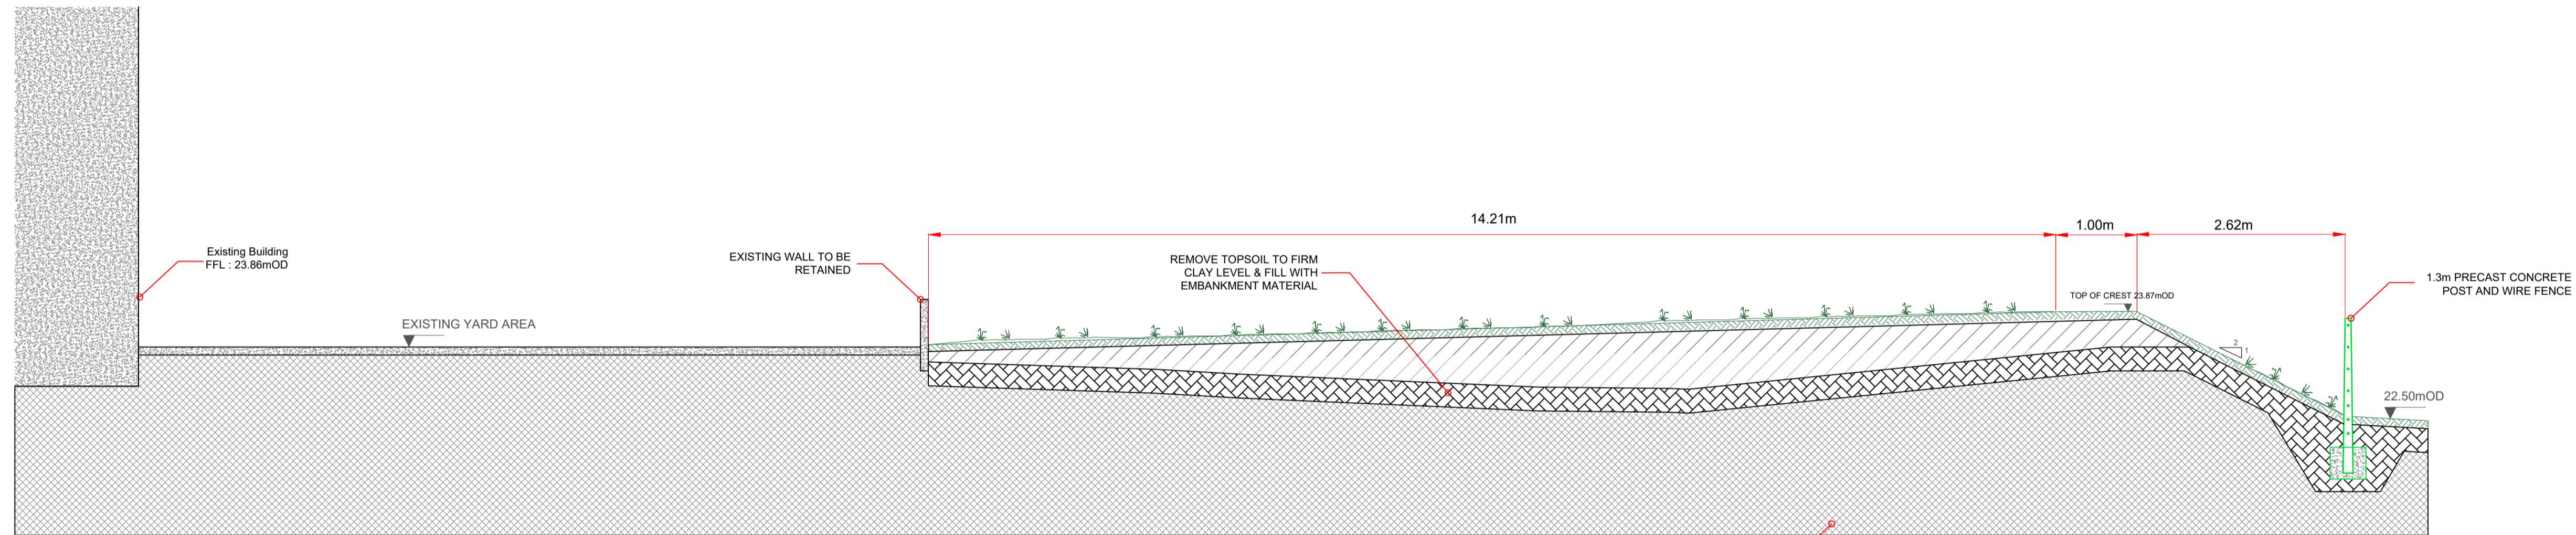 14.21m
1.00m
2.62m
Existing Building
FFL : 23.86mOD
EXISTING WALL TO BE
RETAINED
REMOVE TOPSOIL TO FIRM
CLAY LEVEL & FILL WITH
EMBANKMENT MATERIAL
1.3m PRECAST CONCRETE
POST AND WIRE FENCE
TOP OF CREST 23.87mOD
EXISTING YARD AREA
2
1
22.50mOD